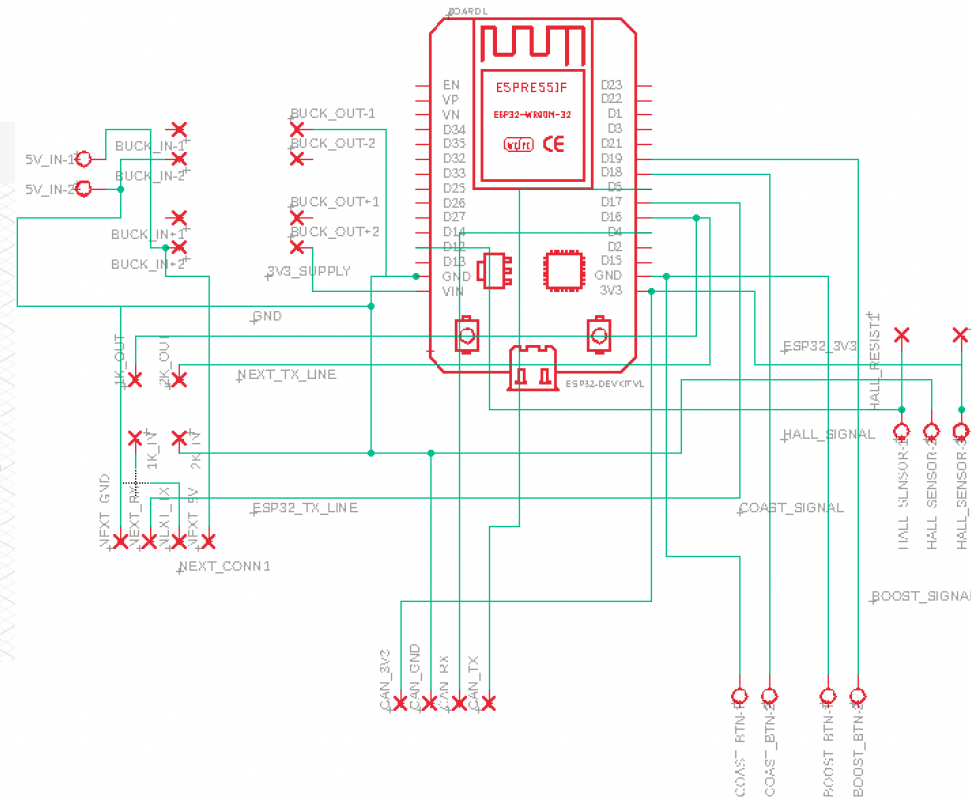 BOARD1
EN
VP
VN
D34
D35
D32
D33
D25
D26
D27
D14
D12
D13
GND
VIN
D23
D22
D1
D3
D21
D19
D18
D5
D17
D16
D4
D2
D15
GND
3V3
ESPRESSIF
ESP32-WROOM-32
CE
ESP32-DEVKITV1
5V_IN-1
5V_IN-2
BUCK_IN-1
BUCK_IN-2
BUCK_IN+1
BUCK_IN+2
BUCK_OUT-1
BUCK_OUT-2
BUCK_OUT+1
BUCK_OUT+2
3V3_SUPPLY
GND
1K_OUT
2K_OUT
NEXT_TX_LINE
1K_IN
2K_IN
NEXT_GND
NEXT_RX
NEXT_TX
NEXT_5V
ESP32_TX_LINE
NEXT_CONN1
ESP32_3V3
HALL_RESIST1
HALL_SIGNAL
HALL_SENSOR-1
HALL_SENSOR-2
HALL_SENSOR-3
COAST_SIGNAL
BOOST_SIGNA
CAN_3V3
CAN_GND
CAN_RX
CAN_TX
COAST_BTN-1
COAST_BTN-2
BOOST_BTN-1
BOOST_BTN-2